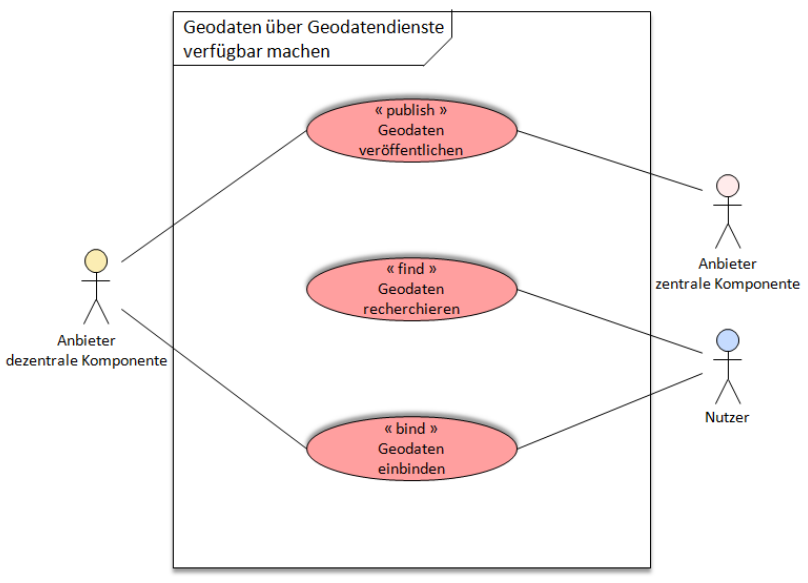 Geodaten über Geodatendienste
verfügbar machen
« publish »
Geodaten
veröffentlichen
Anbieter
zentrale Komponente
« find »
Geodaten
recherchieren
Anbieter
dezentrale Komponente
Nutzer
« bind »
Geodaten
einbinden